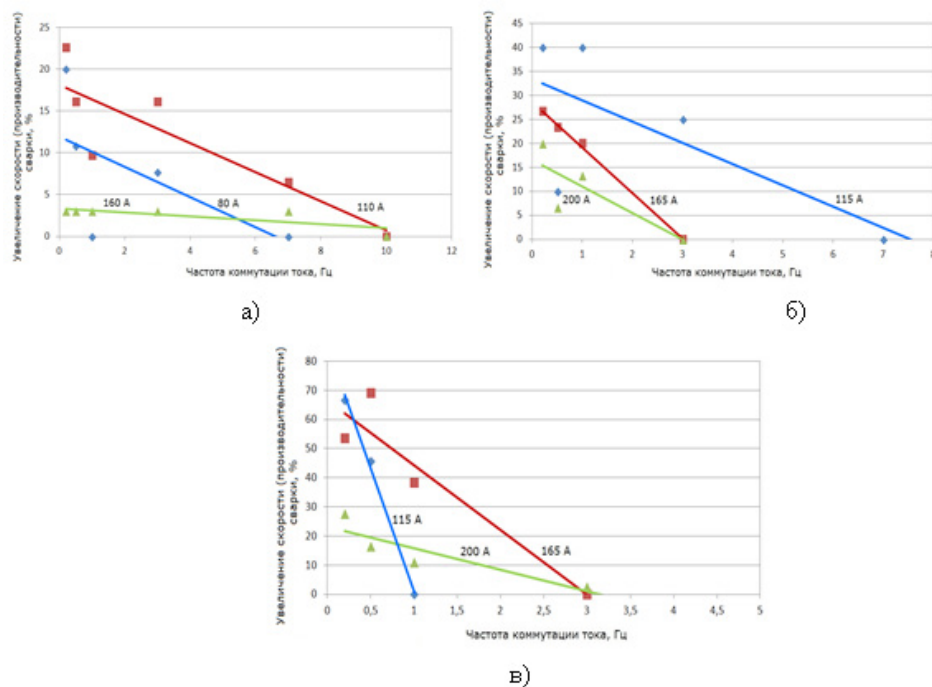 Увеличение скорости (производительности)
сварки, %
25
20
15
10
5
0
160 А
80 А
110 А
0 2 4 6 8 10 12
Частота коммутации тока, Гц
а)
Увеличение скорости (производительности)
сварки, %
45
40
35
30
25
20
15
10
5
0
200 А
165 А
115 А
0 1 2 3 4 5 6 7 8
Частота коммутации тока, Гц
б)
Увеличение скорости (производительности)
сварки, %
80
70
60
50
40
30
20
10
0
115 А
200 А
165 А
0 0,5 1 1,5 2 2,5 3 3,5 4 4,5 5
Частота коммутации тока, Гц
в)